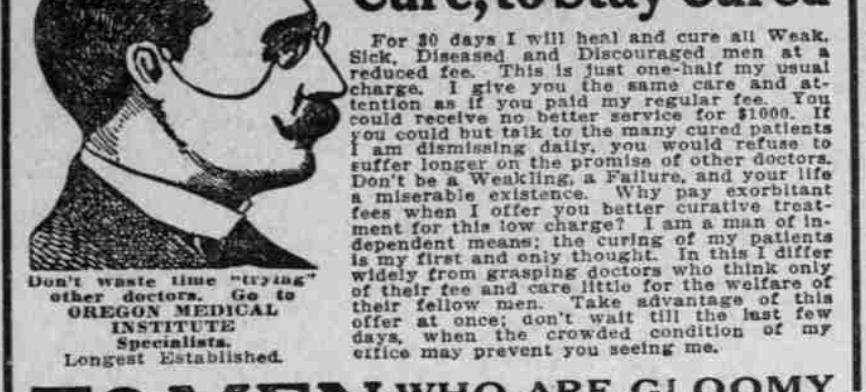 Cure, to Stay Cured
For 30 days I will heal and cure all Weak,
Sick, Diseased and Discouraged men at a
reduced fee. This is just one-half my usual
charge. I give you the same care and at-
tention as if you paid my regular fee. You
could receive no better service for $1000. If
you could but talk to the many cured patients
I am dismissing daily, you would refuse to
suffer longer on the promise of other doctors.
Don't be a Weakling, a Failure, and your life
a miserable existence. Why pay exorbitant
fees when I offer you better curative treat-
ment for this low charge? I am a man of in-
dependent means; the curing of my patients
is my first and only thought. In this I differ
widely from grasping doctors who think only
of their fee and care little for the welfare of
their fellow men. Take advantage of this
offer at once; don't wait till the last few
days, when the crowded condition of my
office may prevent you seeing me.
Don't waste time "trying"
other doctors. Go to
OREGON MEDICAL
INSTITUTE
Specialists.
Longest Established.
TO MEN WHO ARE GLOOMY